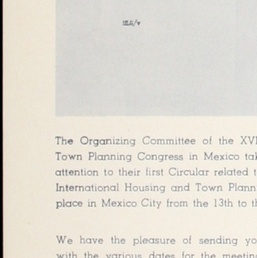 The Organizing Committee of the XVI
Town Planning Congress in Mexico tak
attention to their first Circular related t
International Housing and Town Plann
place in Mexico City from the 13th to th
We have the pleasure of sending yo
with the various dates for the meeting